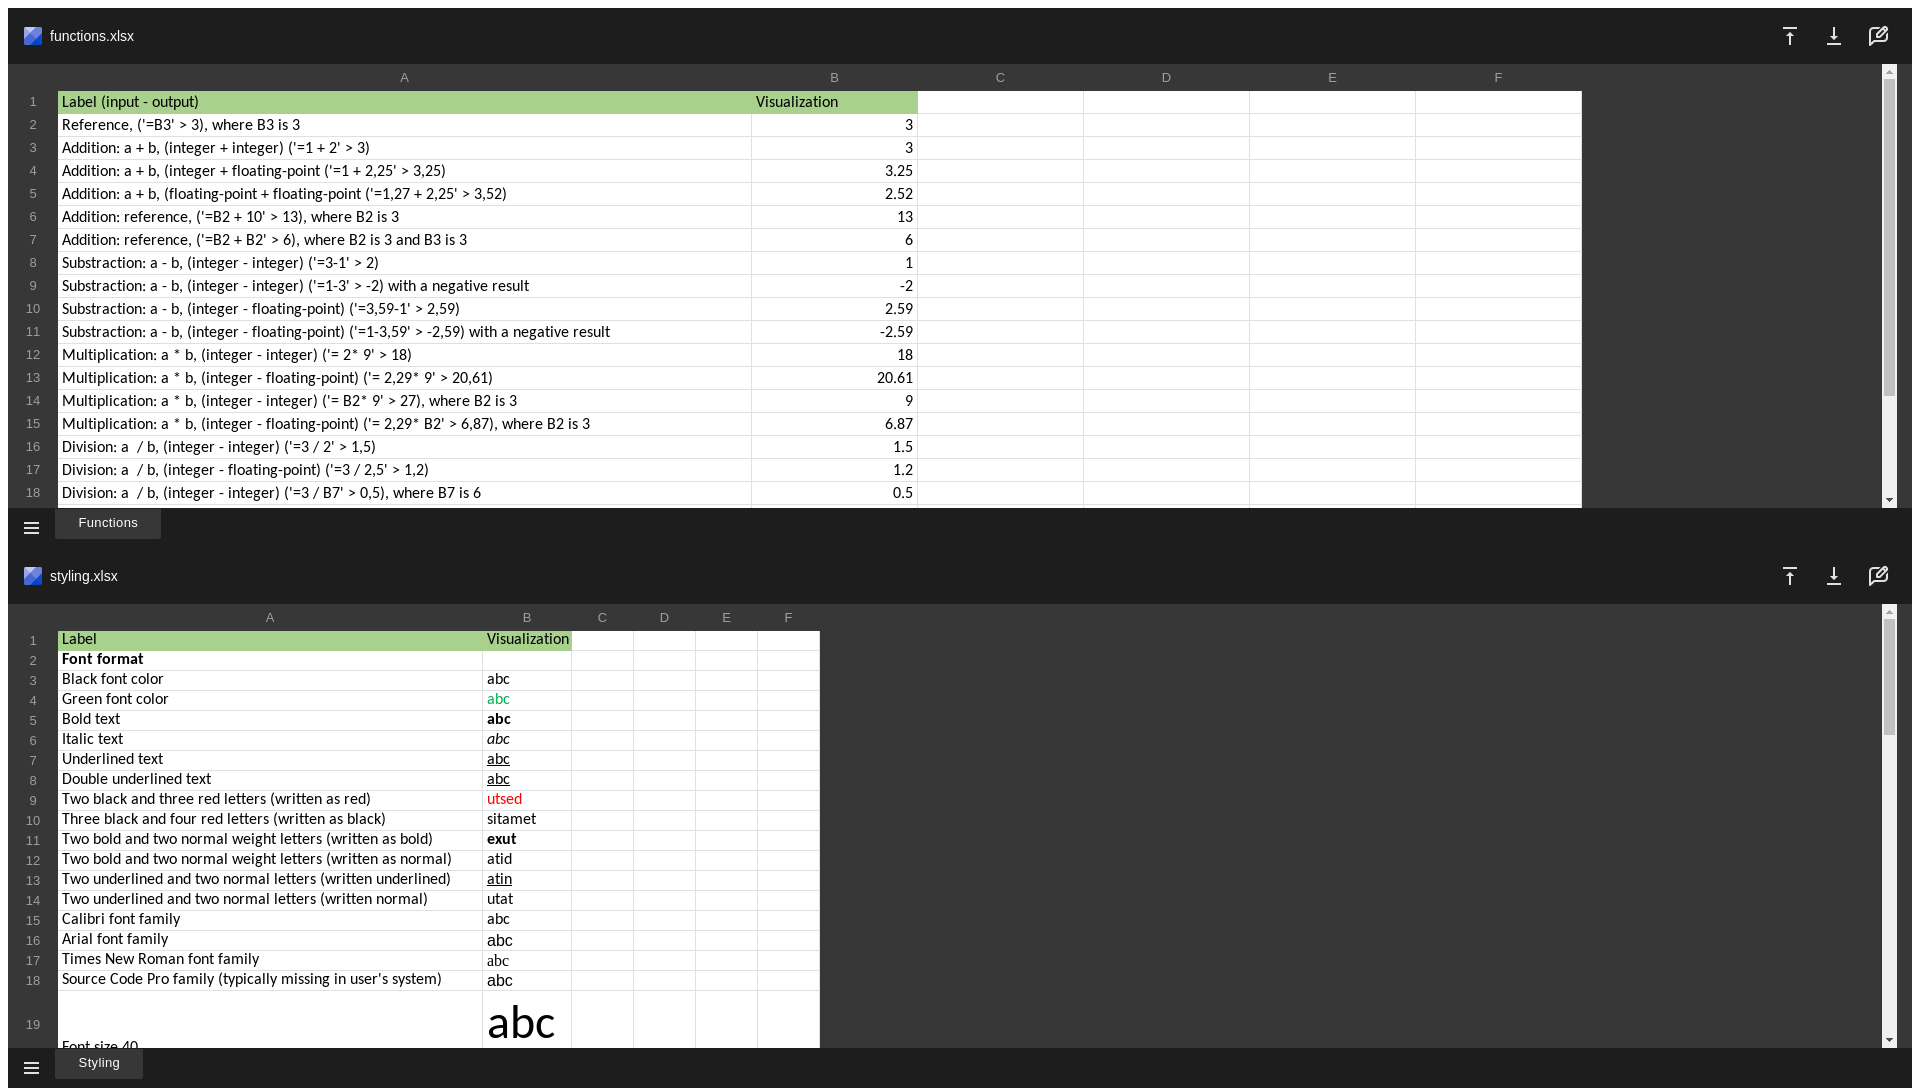 functions.xlsx
A B C D E F
1 Label (input - output) Visualization
2 Reference, ('=B3' > 3), where B3 is 3 3
3 Addition: a + b, (integer + integer) ('=1 + 2' > 3) 3
4 Addition: a + b, (integer + floating-point ('=1 + 2,25' > 3,25) 3.25
5 Addition: a + b, (floating-point + floating-point ('=1,27 + 2,25' > 3,52) 2.52
6 Addition: reference, ('=B2 + 10' > 13), where B2 is 3 13
7 Addition: reference, ('=B2 + B2' > 6), where B2 is 3 and B3 is 3 6
8 Substraction: a - b, (integer - integer) ('=3-1' > 2) 1
9 Substraction: a - b, (integer - integer) ('=1-3' > -2) with a negative result -2
10 Substraction: a - b, (integer - floating-point) ('=3,59-1' > 2,59) 2.59
11 Substraction: a - b, (integer - floating-point) ('=1-3,59' > -2,59) with a negative result -2.59
12 Multiplication: a * b, (integer - integer) ('= 2* 9' > 18) 18
13 Multiplication: a * b, (integer - floating-point) ('= 2,29* 9' > 20,61) 20.61
14 Multiplication: a * b, (integer - integer) ('= B2* 9' > 27), where B2 is 3 9
15 Multiplication: a * b, (integer - floating-point) ('= 2,29* B2' > 6,87), where B2 is 3 6.87
16 Division: a  / b, (integer - integer) ('=3 / 2' > 1,5) 1.5
17 Division: a  / b, (integer - floating-point) ('=3 / 2,5' > 1,2) 1.2
18 Division: a  / b, (integer - integer) ('=3 / B7' > 0,5), where B7 is 6 0.5
Functions
styling.xlsx
A B C D E F
1 Label Visualization
2 Font format
3 Black font color abc
4 Green font color abc
5 Bold text abc
6 Italic text abc
7 Underlined text abc
8 Double underlined text abc
9 Two black and three red letters (written as red) utsed
10 Three black and four red letters (written as black) sitamet
11 Two bold and two normal weight letters (written as bold) exut
12 Two bold and two normal weight letters (written as normal) atid
13 Two underlined and two normal letters (written underlined) atin
14 Two underlined and two normal letters (written normal) utat
15 Calibri font family abc
16 Arial font family abc
17 Times New Roman font family abc
18 Source Code Pro family (typically missing in user's system) abc
19 Font size 40 abc
Styling